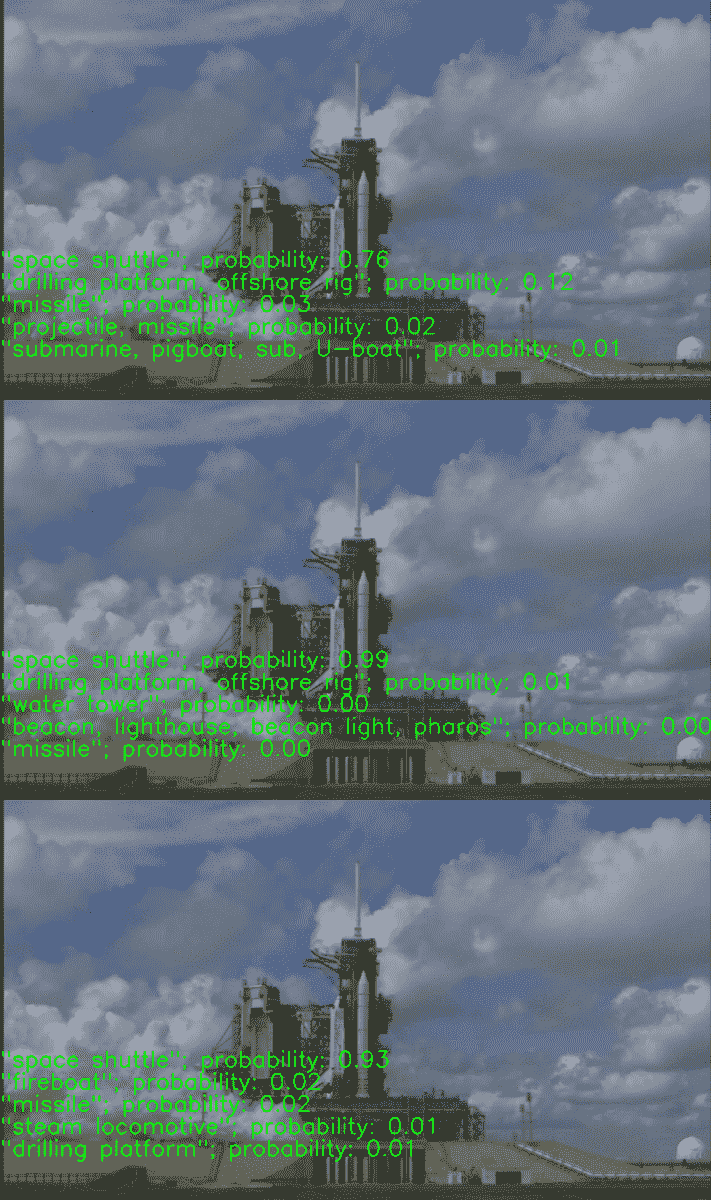 "space shuttle"; probability: 0.76
"drilling platform, offshore rig"; probability: 0.12
"missile"; probability: 0.03
"projectile, missile"; probability: 0.02
"submarine, pigboat, sub, U-boat"; probability: 0.01
"space shuttle"; probability: 0.99
"drilling platform, offshore rig"; probability: 0.01
"water tower"; probability: 0.00
"beacon, lighthouse, beacon light, pharos"; probability: 0.00
"missile"; probability: 0.00
"space shuttle"; probability: 0.93
"fireboat"; probability: 0.02
"missile"; probability: 0.02
"steam locomotive"; probability: 0.01
"drilling platform"; probability: 0.01